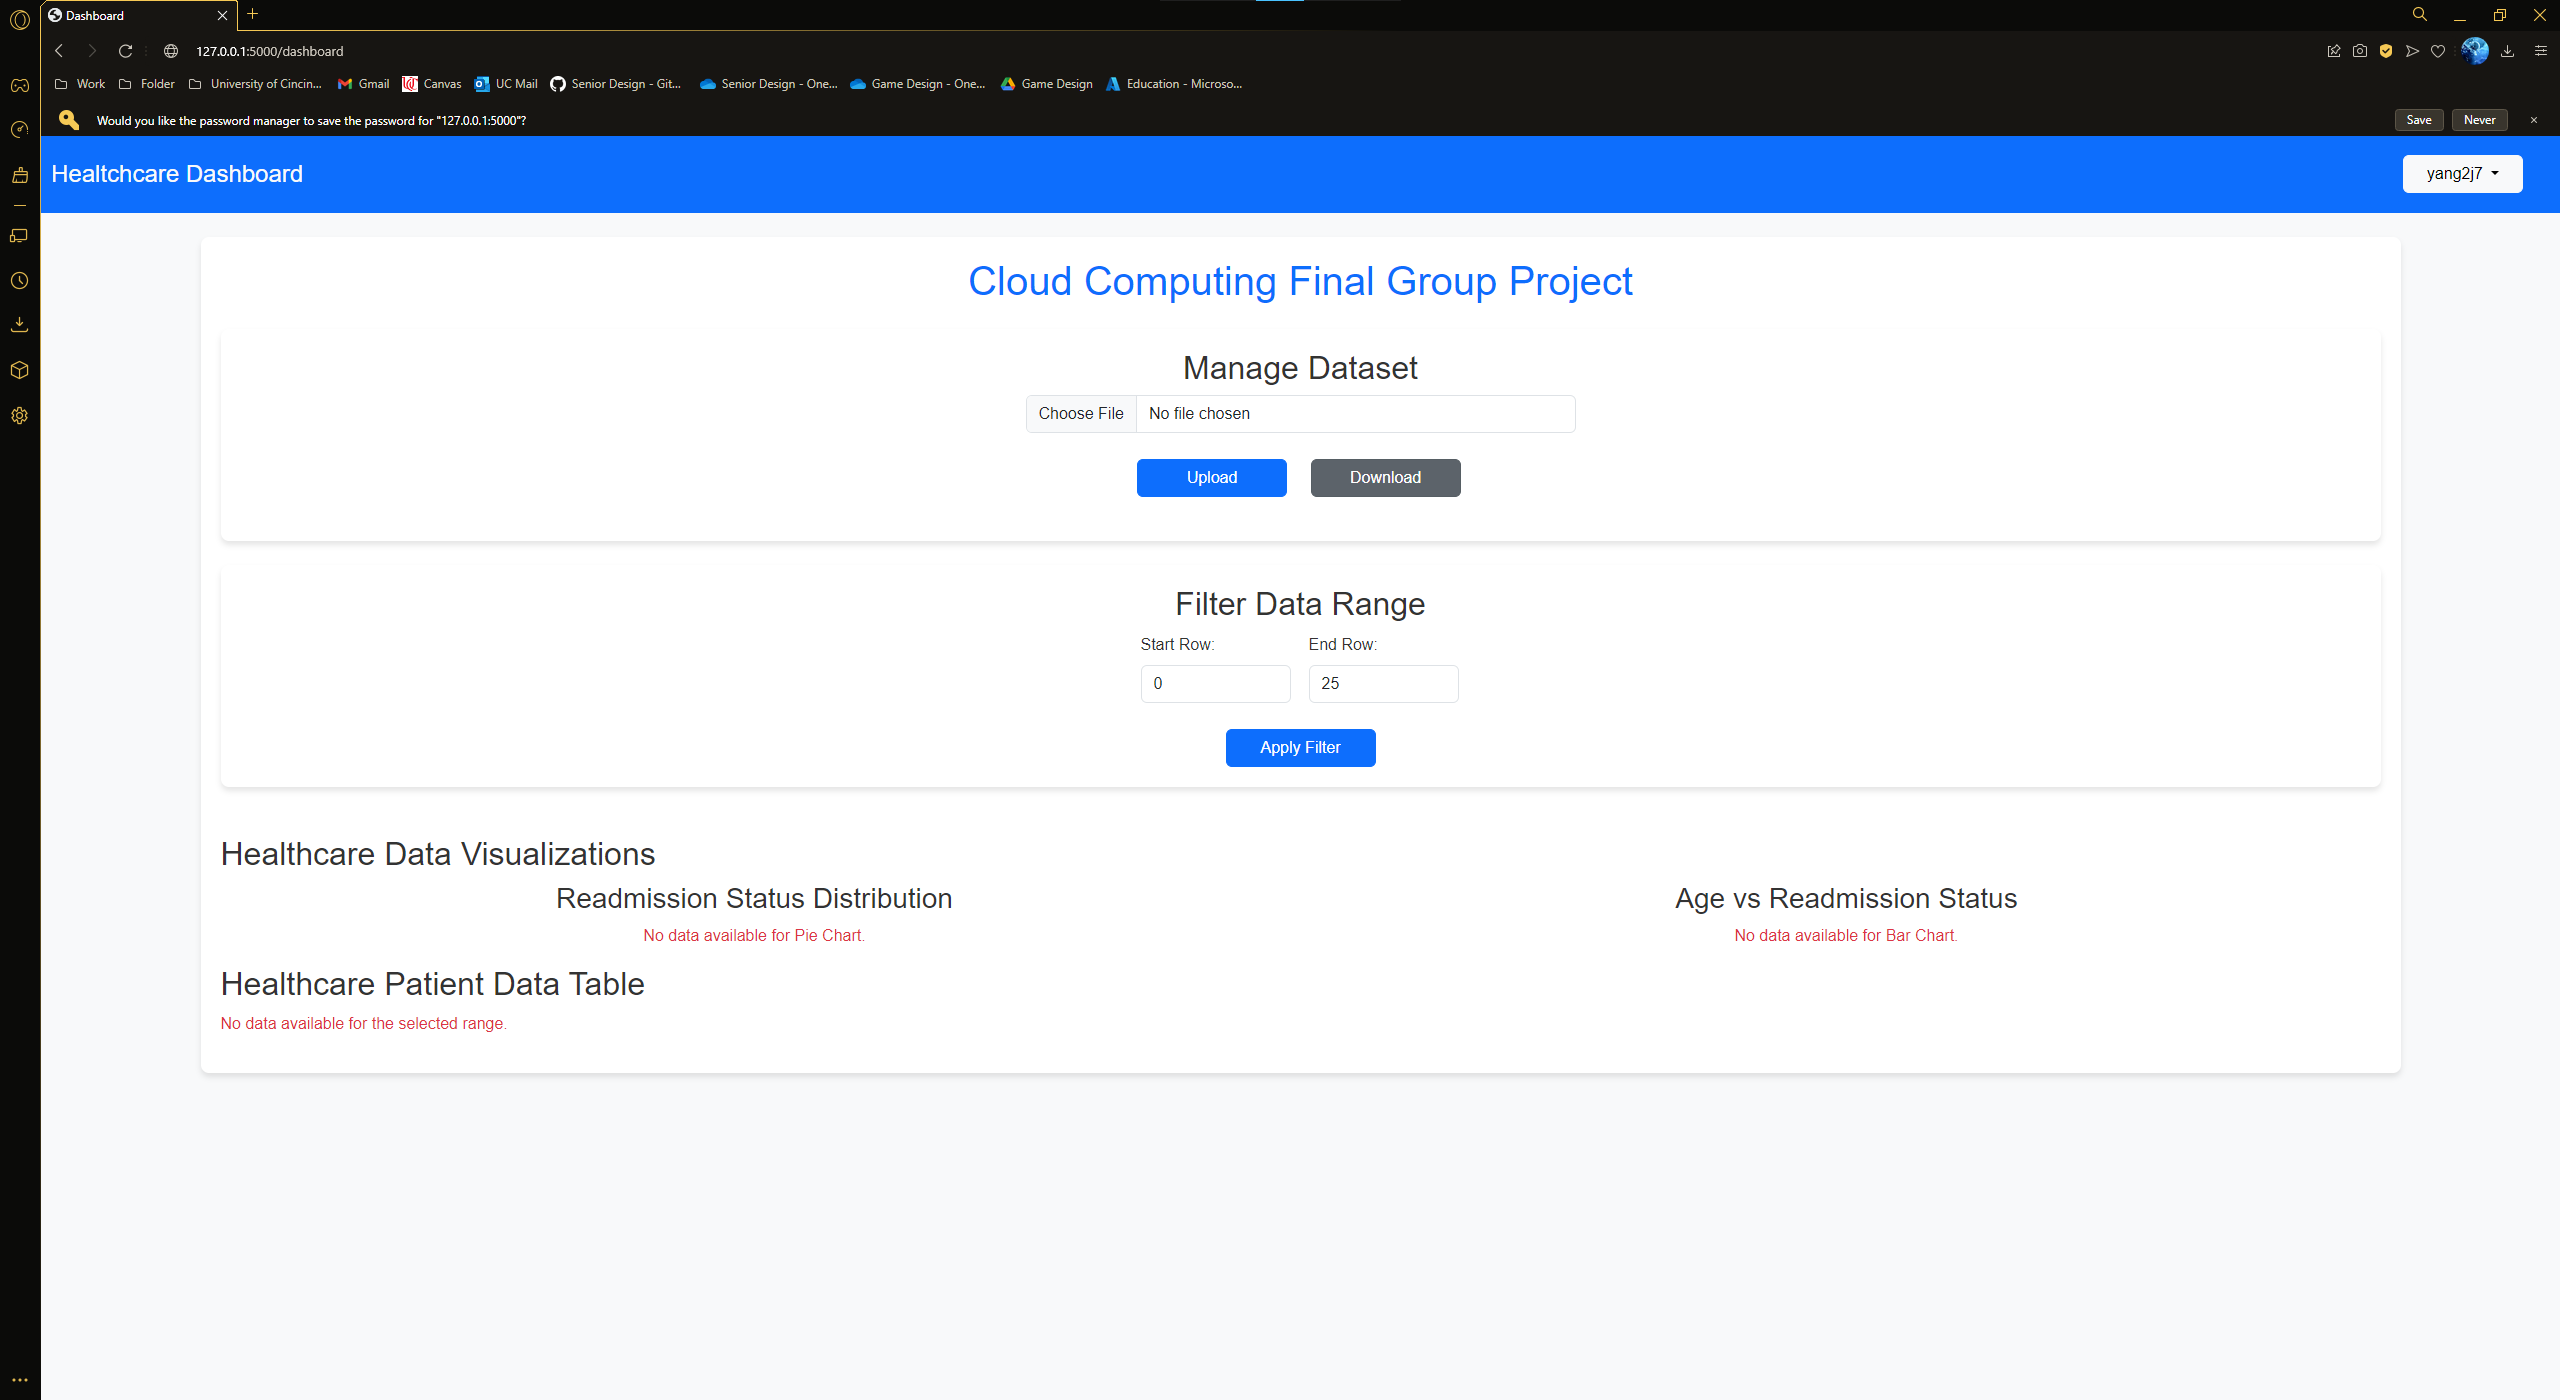 Dashboard
127.0.0.1:5000/dashboard
Work Folder University of Cincin... Gmail Canvas UC Mail Senior Design - Git... Senior Design - One... Game Design - One... Game Design Education - Microso...
Would you like the password manager to save the password for "127.0.0.1:5000"? Save Never
Healtchcare Dashboard yang2j7
Cloud Computing Final Group Project
Manage Dataset
Choose File No file chosen
Upload Download
Filter Data Range
Start Row: End Row:
0 25
Apply Filter
Healthcare Data Visualizations
Readmission Status Distribution Age vs Readmission Status
No data available for Pie Chart. No data available for Bar Chart.
Healthcare Patient Data Table
No data available for the selected range.